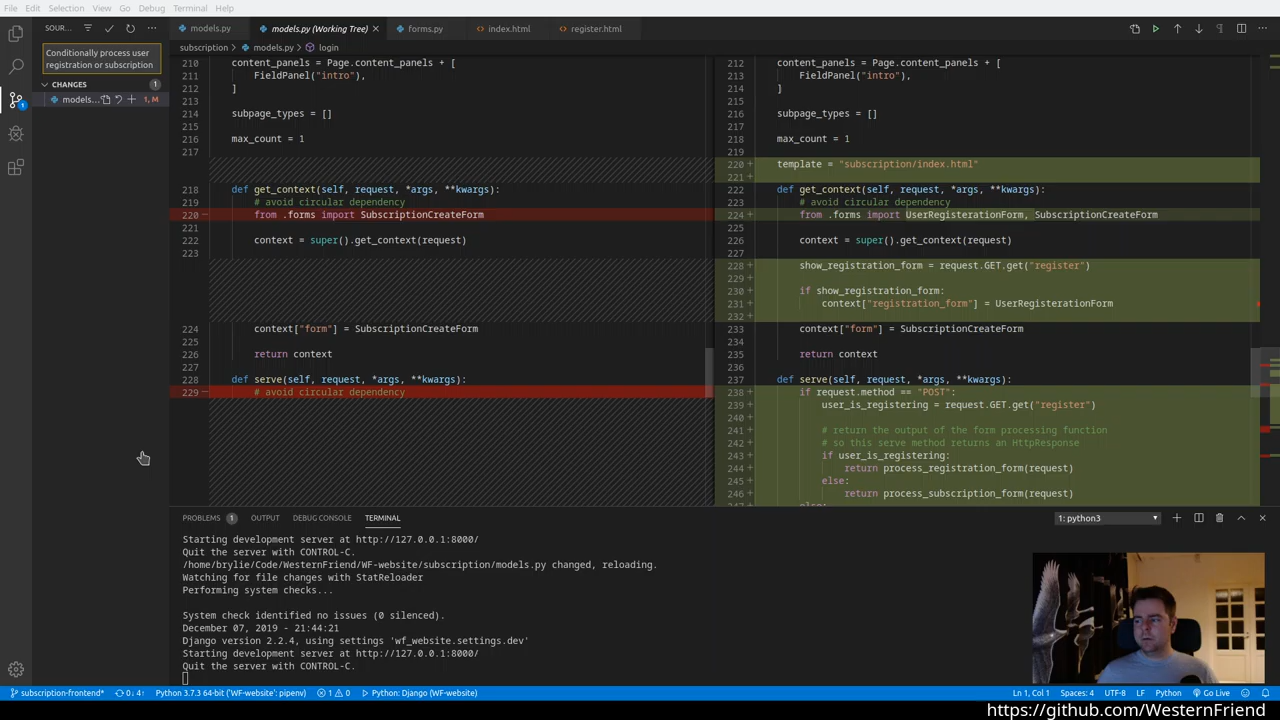 File Edit Selection View Go Debug Terminal Help
SOUR...
models.py
models.py (Working Tree)
forms.py
index.html
register.html
subscription > models.py > login
Conditionally process user
registration or subscription
CHANGES 1
models... 1, M
210 content_panels = Page.content_panels + [
211 FieldPanel("intro"),
212 ]
213
214 subpage_types = []
215
216 max_count = 1
217
218 def get_context(self, request, *args, **kwargs):
219 # avoid circular dependency
220 − from .forms import SubscriptionCreateForm
221
222 context = super().get_context(request)
223
224 context["form"] = SubscriptionCreateForm
225
226 return context
227
228 def serve(self, request, *args, **kwargs):
229 − # avoid circular dependency
212 content_panels = Page.content_panels + [
213 FieldPanel("intro"),
214 ]
215
216 subpage_types = []
217
218 max_count = 1
219
220 + template = "subscription/index.html"
221 +
222 def get_context(self, request, *args, **kwargs):
223 # avoid circular dependency
224 + from .forms import UserRegisterationForm, SubscriptionCreateForm
225
226 context = super().get_context(request)
227
228 + show_registration_form = request.GET.get("register")
229 +
230 + if show_registration_form:
231 + context["registration_form"] = UserRegisterationForm
232 +
233 context["form"] = SubscriptionCreateForm
234
235 return context
236
237 def serve(self, request, *args, **kwargs):
238 + if request.method == "POST":
239 + user_is_registering = request.GET.get("register")
240 +
241 + # return the output of the form processing function
242 + # so this serve method returns an HttpResponse
243 + if user_is_registering:
244 + return process_registration_form(request)
245 + else:
246 + return process_subscription_form(request)
PROBLEMS 1 OUTPUT DEBUG CONSOLE TERMINAL
1: python3
Starting development server at http://127.0.0.1:8000/
Quit the server with CONTROL-C.
/home/brylie/Code/WesternFriend/WF-website/subscription/models.py changed, reloading.
Watching for file changes with StatReloader
Performing system checks...
System check identified no issues (0 silenced).
December 07, 2019 - 21:44:21
Django version 2.2.4, using settings 'wf_website.settings.dev'
Starting development server at http://127.0.0.1:8000/
Quit the server with CONTROL-C.
subscription-frontend* 0↓ 4↑ Python 3.7.3 64-bit ('WF-website': pipenv) 1 0 Python: Django (WF-website)
Ln 1, Col 1 Spaces: 4 UTF-8 LF Python Go Live
https://github.com/WesternFriend